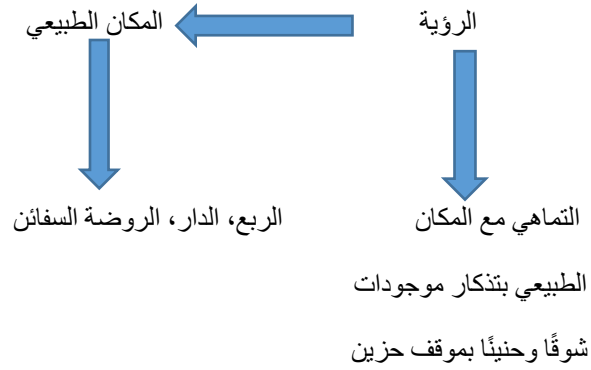 الرؤية
المكان الطبيعي
التماهي مع المكان
الربع، الدار، الروضة السفائن
الطبيعي بتذكار موجودات
شوقًا وحنينًا بموقف حزين